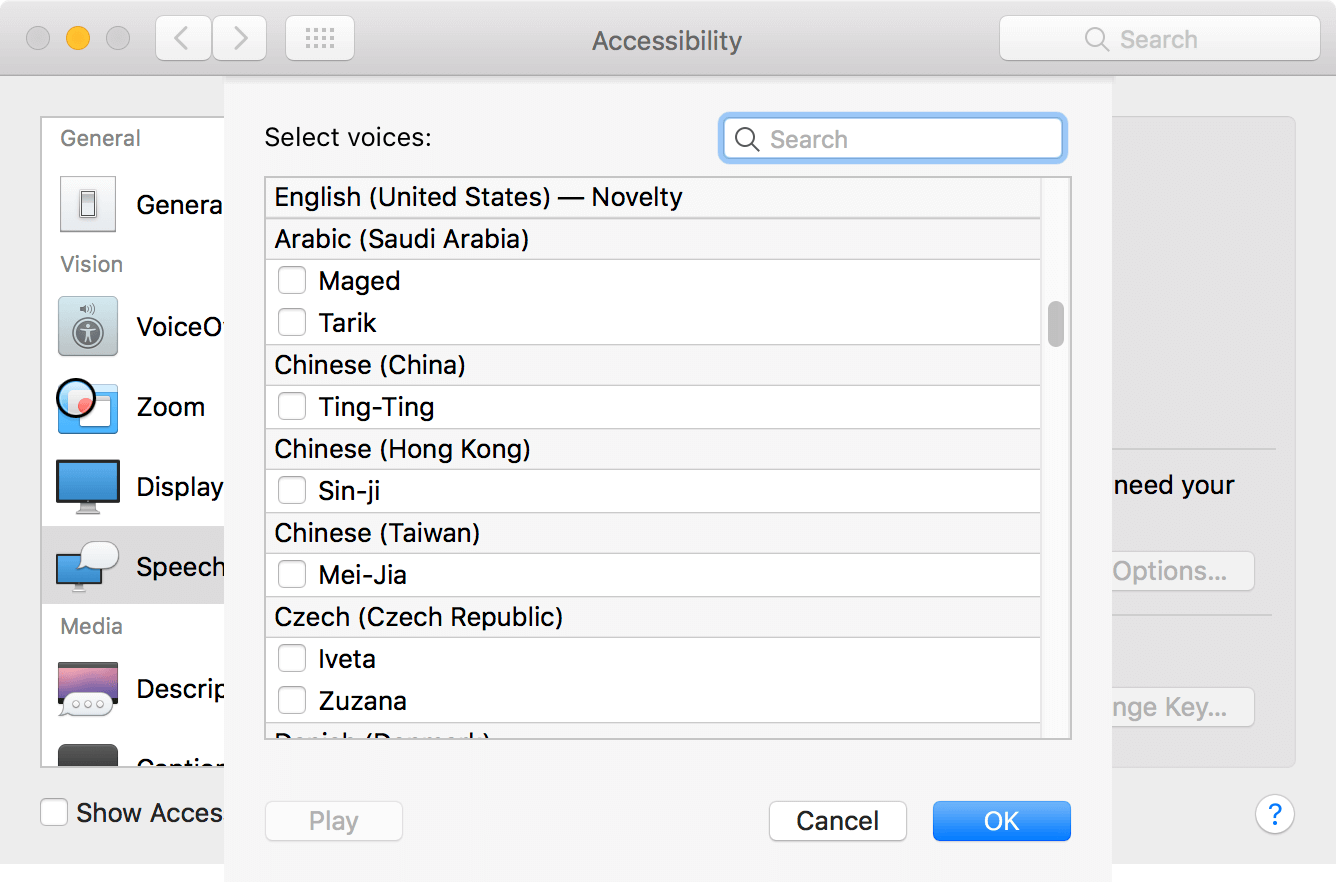 Accessibility
Search
General
Genera
Vision
VoiceO
Zoom
Display
Speech
Media
Descrip
Show Acces
Select voices:
Search
English (United States) — Novelty
Arabic (Saudi Arabia)
Maged
Tarik
Chinese (China)
Ting-Ting
Chinese (Hong Kong)
Sin-ji
Chinese (Taiwan)
Mei-Jia
Czech (Czech Republic)
Iveta
Zuzana
Play
Cancel
OK
need your
Options...
nge Key...
?